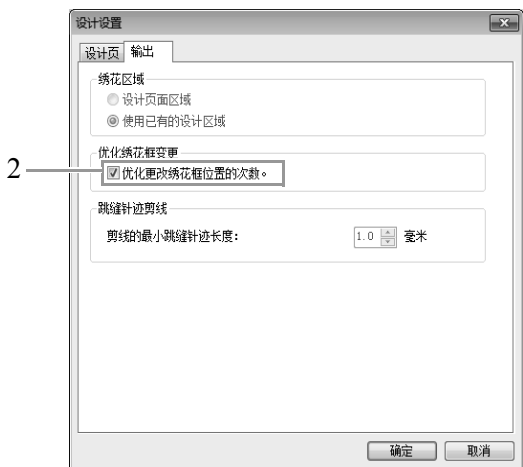 设计设置
设计页 输出
绣花区域
设计页面区域
使用已有的设计区域
优化绣花框变更
2
优化更改绣花框位置的次数。
跳缝针迹剪线
剪线的最小跳缝针迹长度： 1.0 毫米
确定 取消